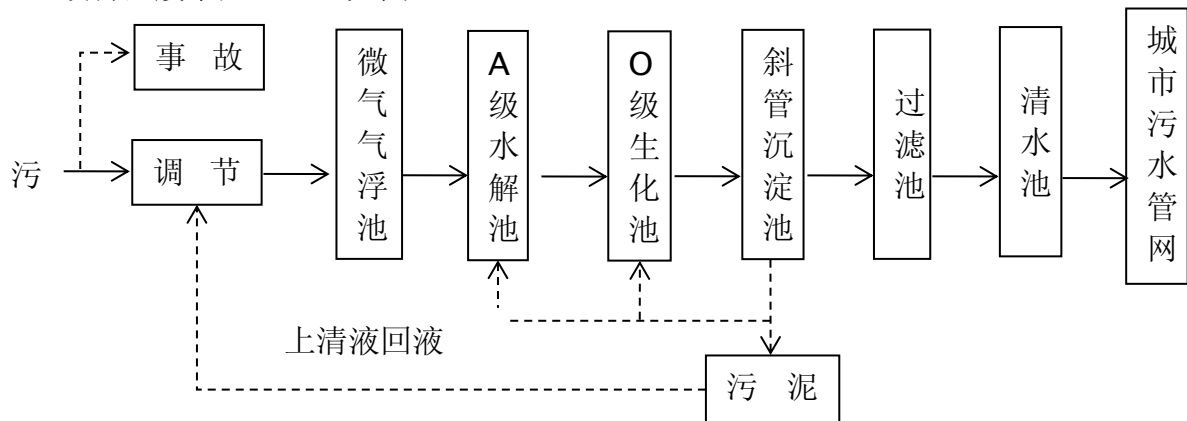 事 故
污
调 节
微气气浮池
A级水解池
O级生化池
斜管沉淀池
过滤池
清水池
城市污水管网
上清液回液
污 泥